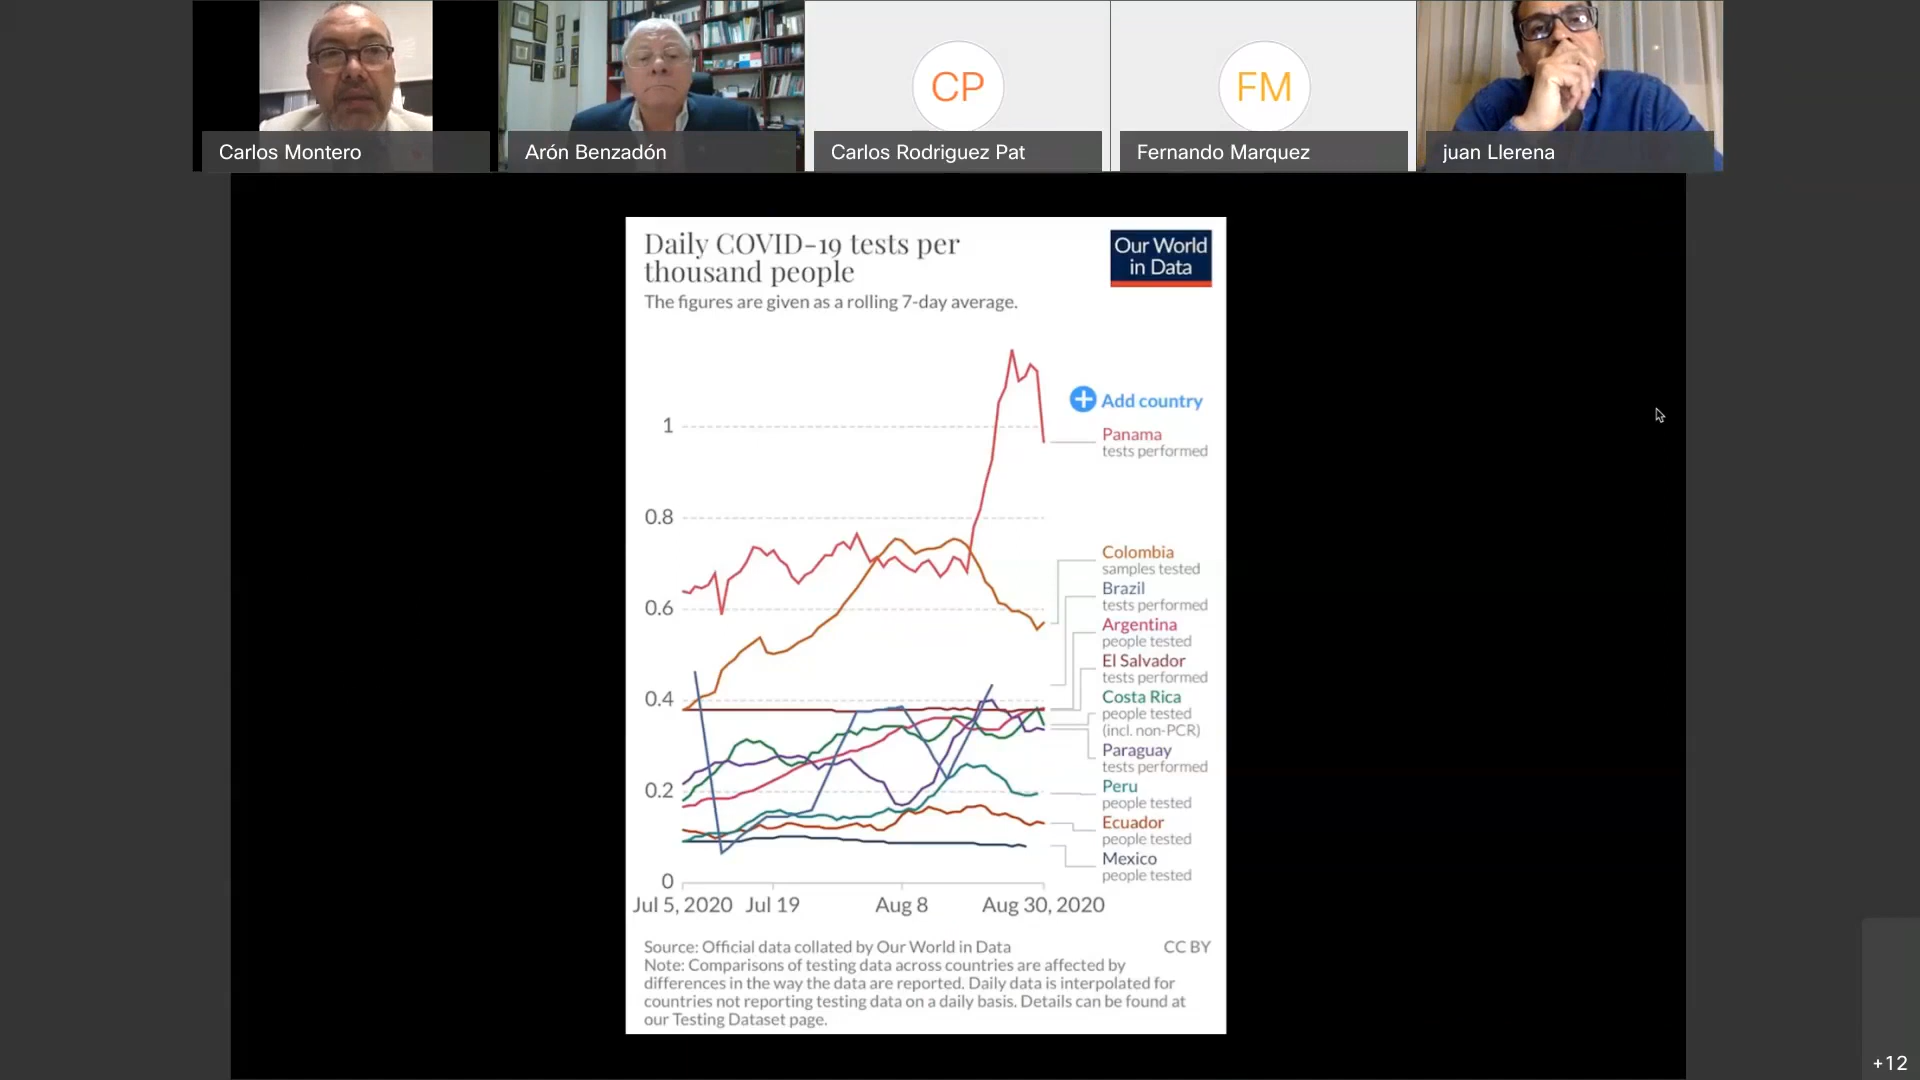 Carlos Montero
Arón Benzadón
CP
Carlos Rodriguez Pat
FM
Fernando Marquez
juan Llerena
Daily COVID-19 tests per
thousand people
The figures are given as a rolling 7-day average.
Our World
in Data
Add country
1
0.8
0.6
0.4
0.2
0
Panama
tests performed
Colombia
samples tested
Brazil
tests performed
Argentina
people tested
El Salvador
tests performed
Costa Rica
people tested
(incl. non-PCR)
Paraguay
tests performed
Peru
people tested
Ecuador
people tested
Mexico
people tested
Jul 5, 2020 Jul 19 Aug 8 Aug 30, 2020
Source: Official data collated by Our World in Data
CC BY
Note: Comparisons of testing data across countries are affected by
differences in the way the data are reported. Daily data is interpolated for
countries not reporting testing data on a daily basis. Details can be found at
our Testing Dataset page.
+12